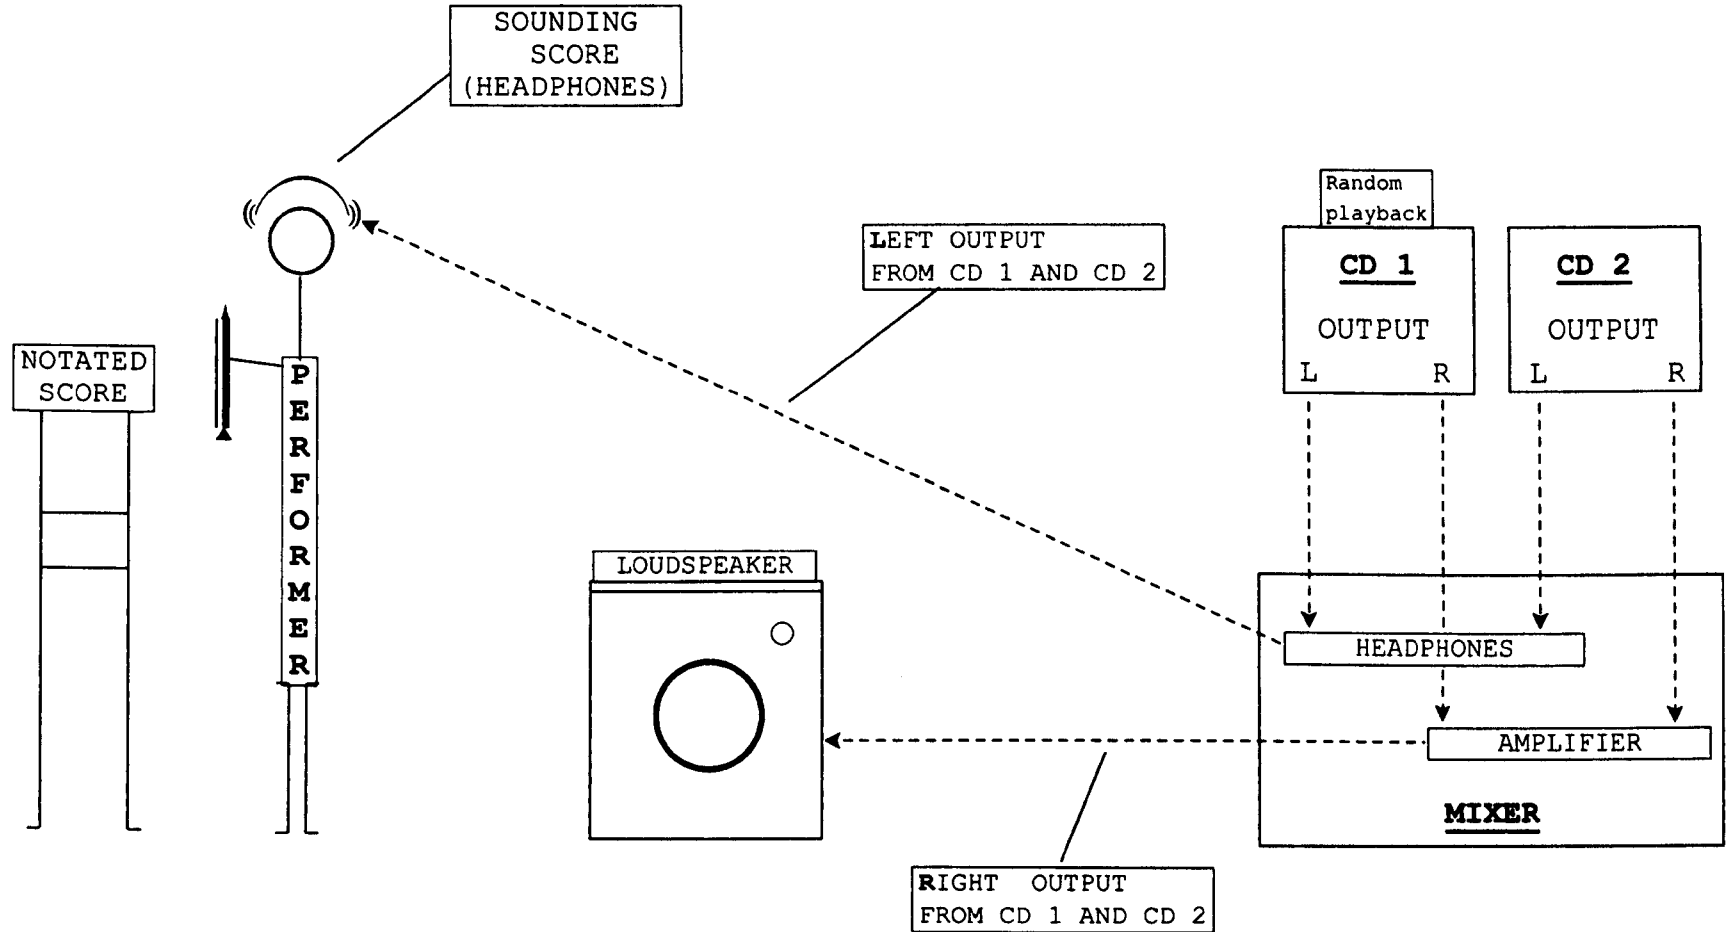 SOUNDING
SCORE
(HEADPHONES)
Random
playback
LEFT OUTPUT
FROM CD 1 AND CD 2
CD 1
OUTPUT
L R
CD 2
OUTPUT
L R
NOTATED
SCORE
PERFORMER
LOUDSPEAKER
HEADPHONES
AMPLIFIER
MIXER
RIGHT OUTPUT
FROM CD 1 AND CD 2